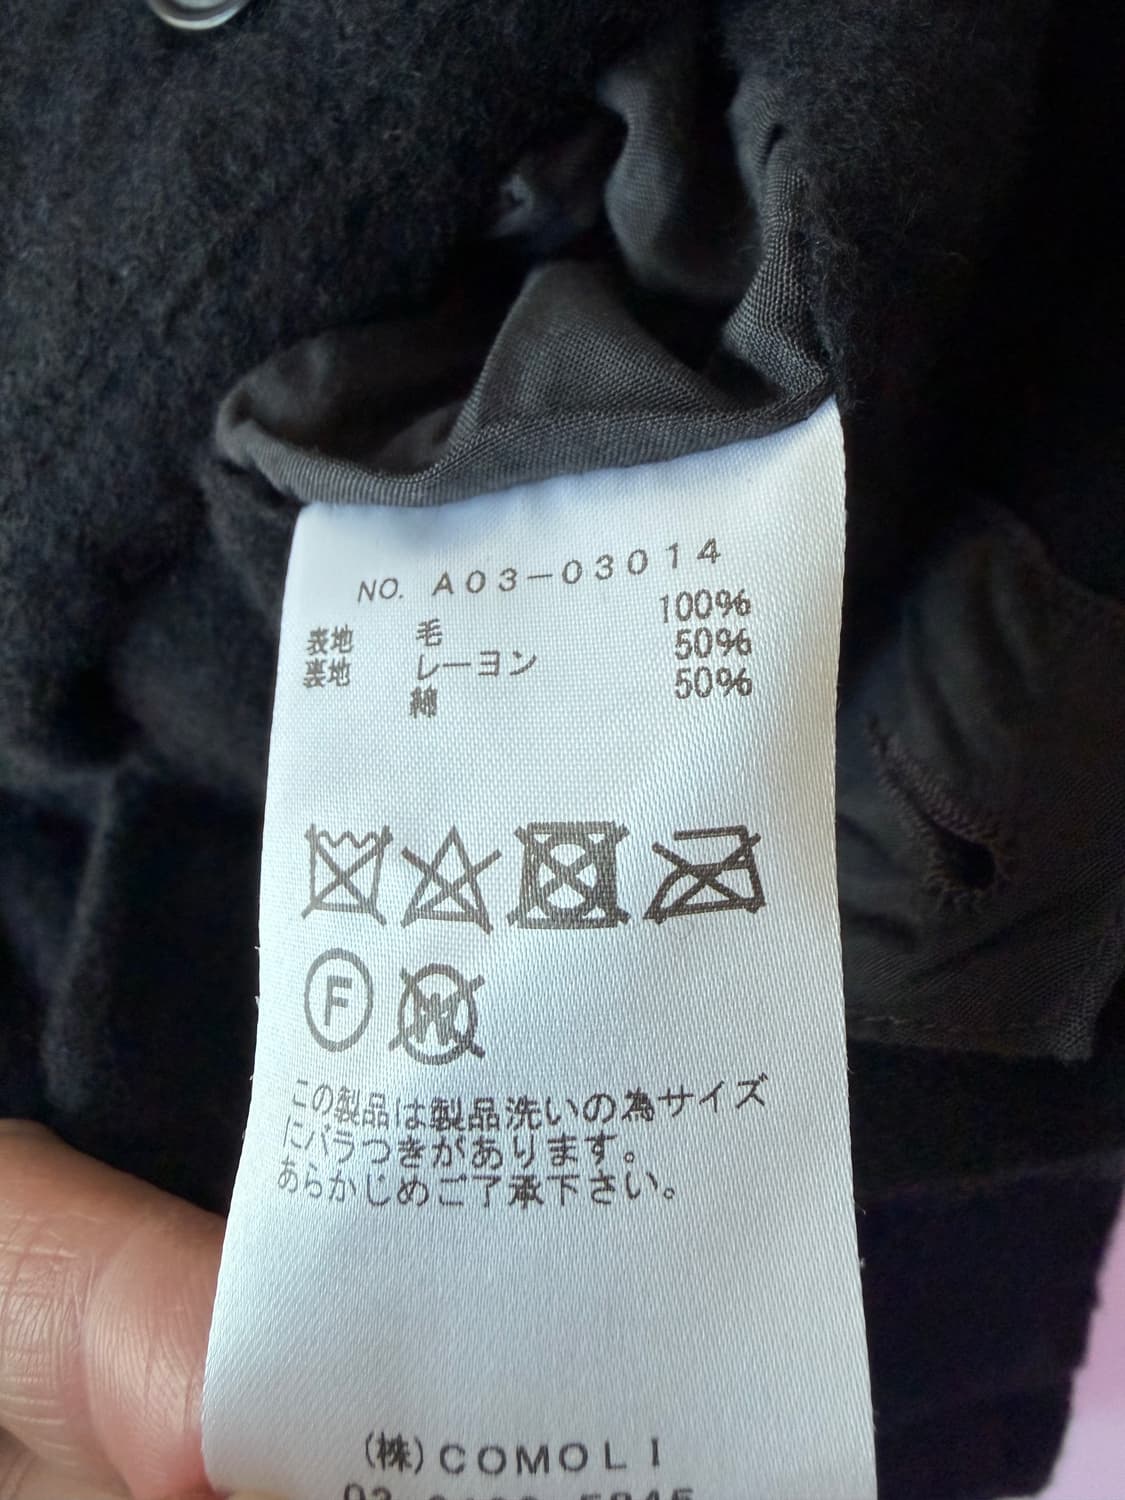 NO. A03-03014
表地 毛 100%
裏地 レーヨン 50%
綿 50%
F
W
この製品は製品洗いの為サイズ
にバラつきがあります。
あらかじめご了承下さい。
(株)COMOLI
03